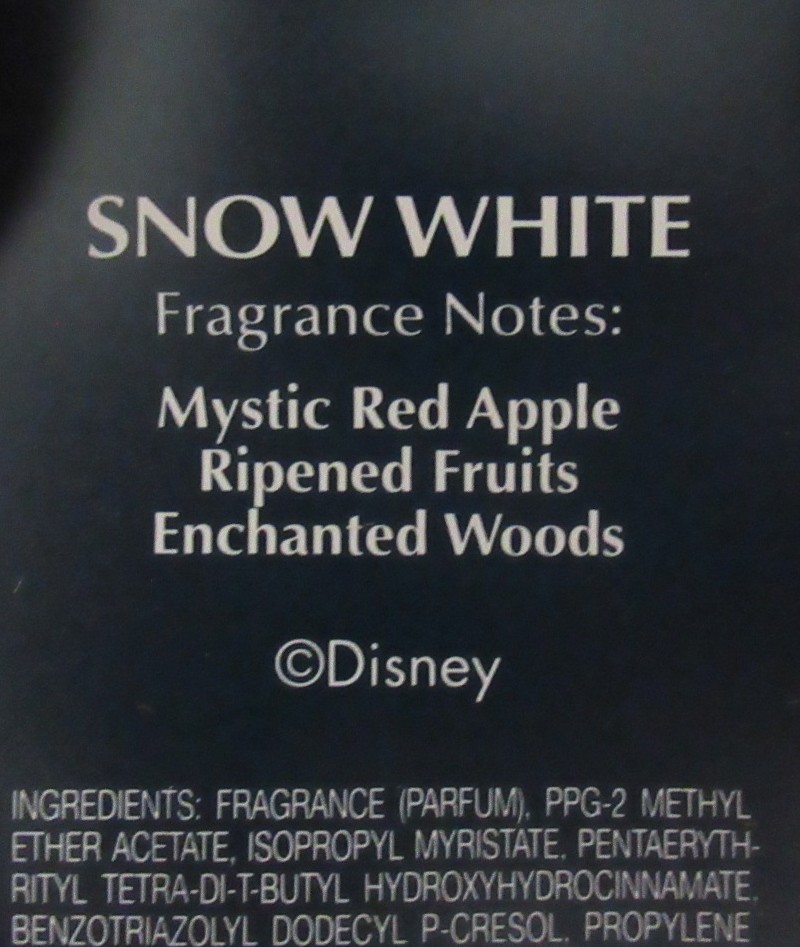 SNOW WHITE
Fragrance Notes:
Mystic Red Apple
Ripened Fruits
Enchanted Woods
©Disney
INGREDIENTS: FRAGRANCE (PARFUM), PPG-2 METHYL
ETHER ACETATE, ISOPROPYL MYRISTATE, PENTAERYTH-
RITYL TETRA-DI-T-BUTYL HYDROXYHYDROCINNAMATE,
BENZOTRIAZOLYL DODECYL P-CRESOL, PROPYLENE